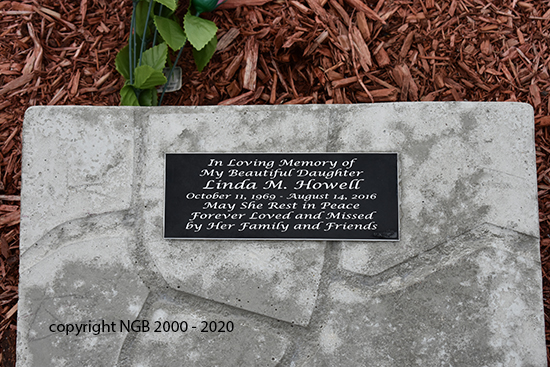 In Loving Memory of
My Beautiful Daughter
Linda M. Howell
October 11, 1969 - August 14, 2016
May She Rest in Peace
Forever Loved and Missed
by Her Family and Friends
copyright NGB 2000 - 2020